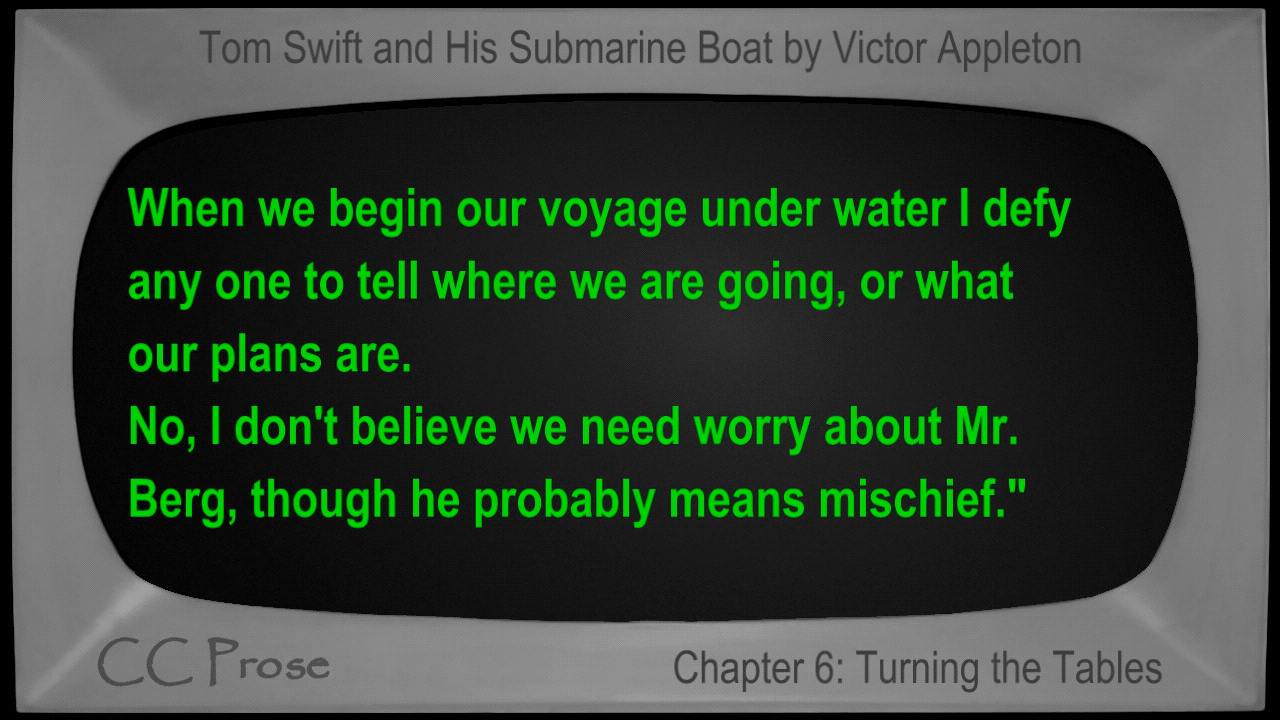 Tom Swift and His Submarine Boat by Victor Appleton
When we begin our voyage under water I defy
any one to tell where we are going, or what
our plans are.
No, I don't believe we need worry about Mr.
Berg, though he probably means mischief."
CC Prose
Chapter 6: Turning the Tables